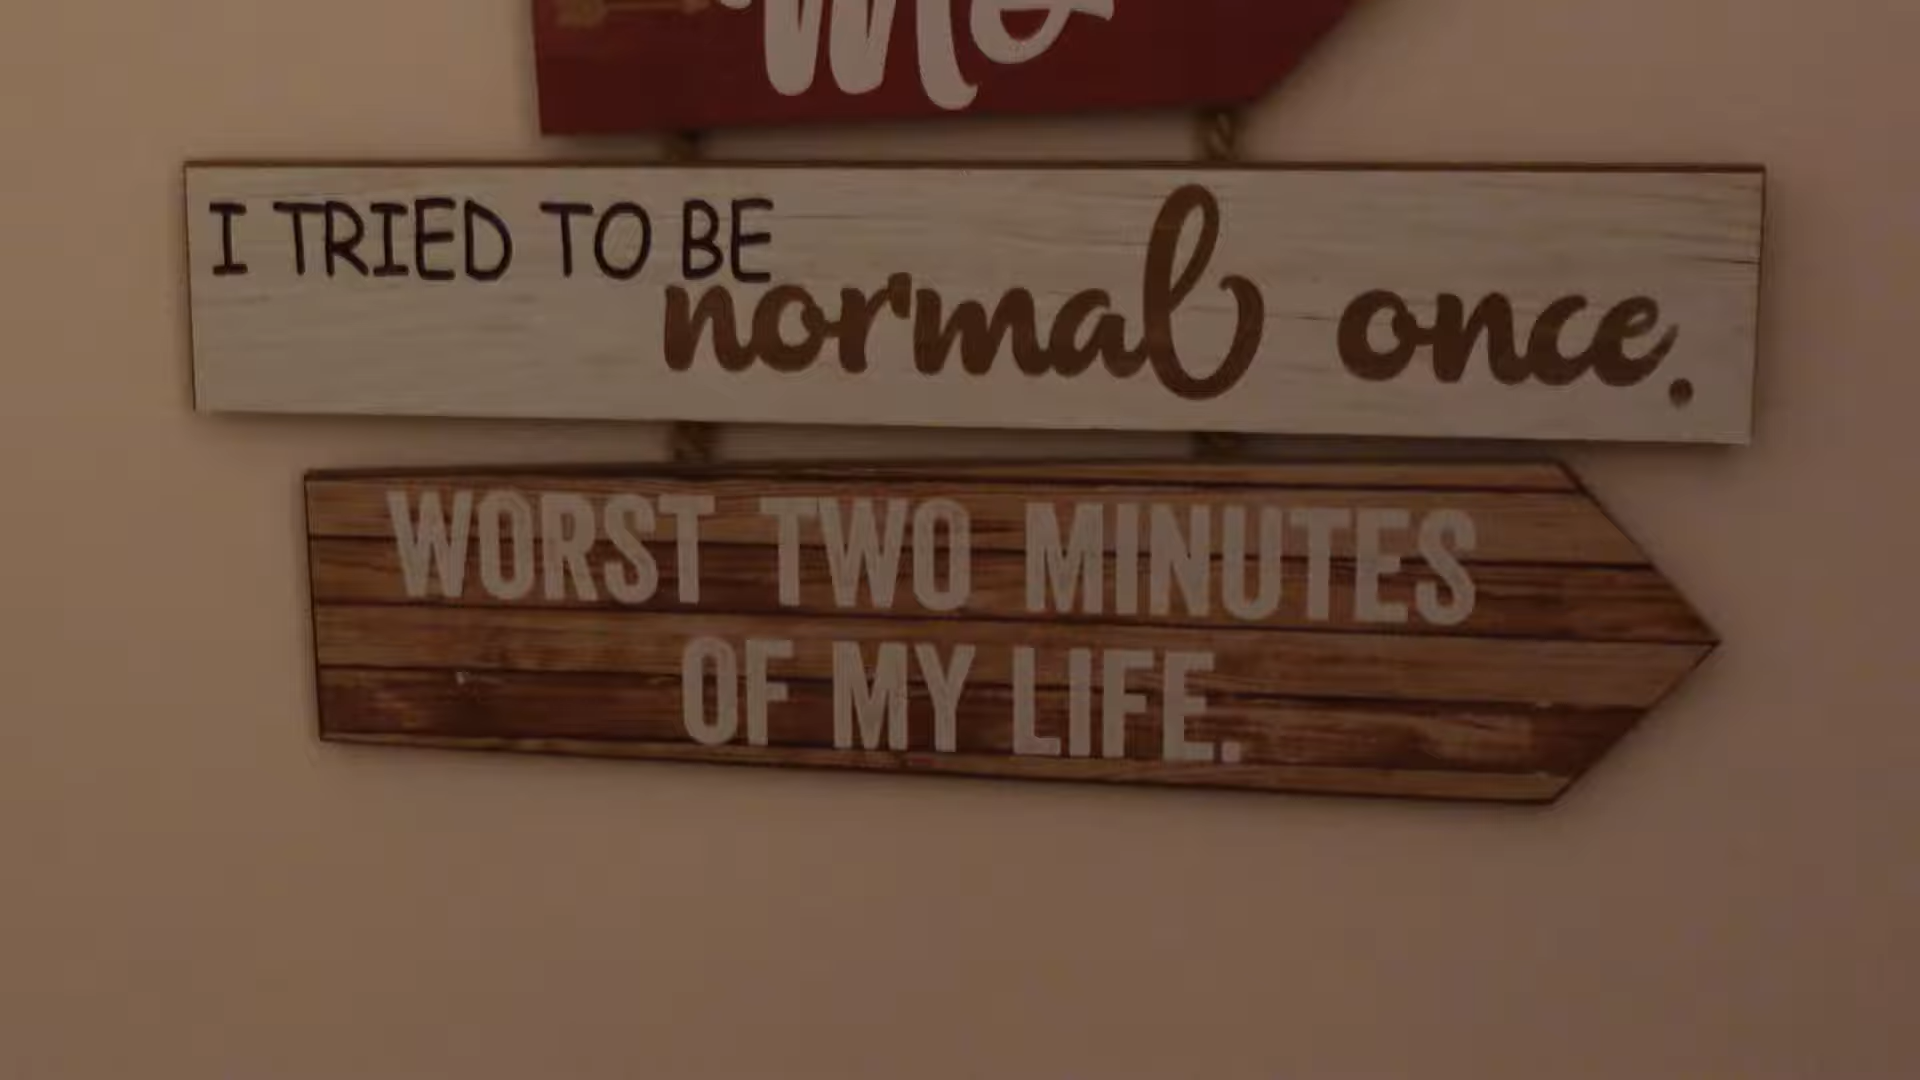 I TRIED TO BE
normal once.
WORST TWO MINUTES
OF MY LIFE.